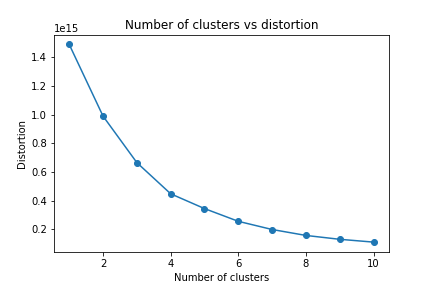 Number of clusters vs distortion
1e15
1.4
1.2
1.0
0.8
0.6
0.4
0.2
Distortion
2 4 6 8 10
Number of clusters